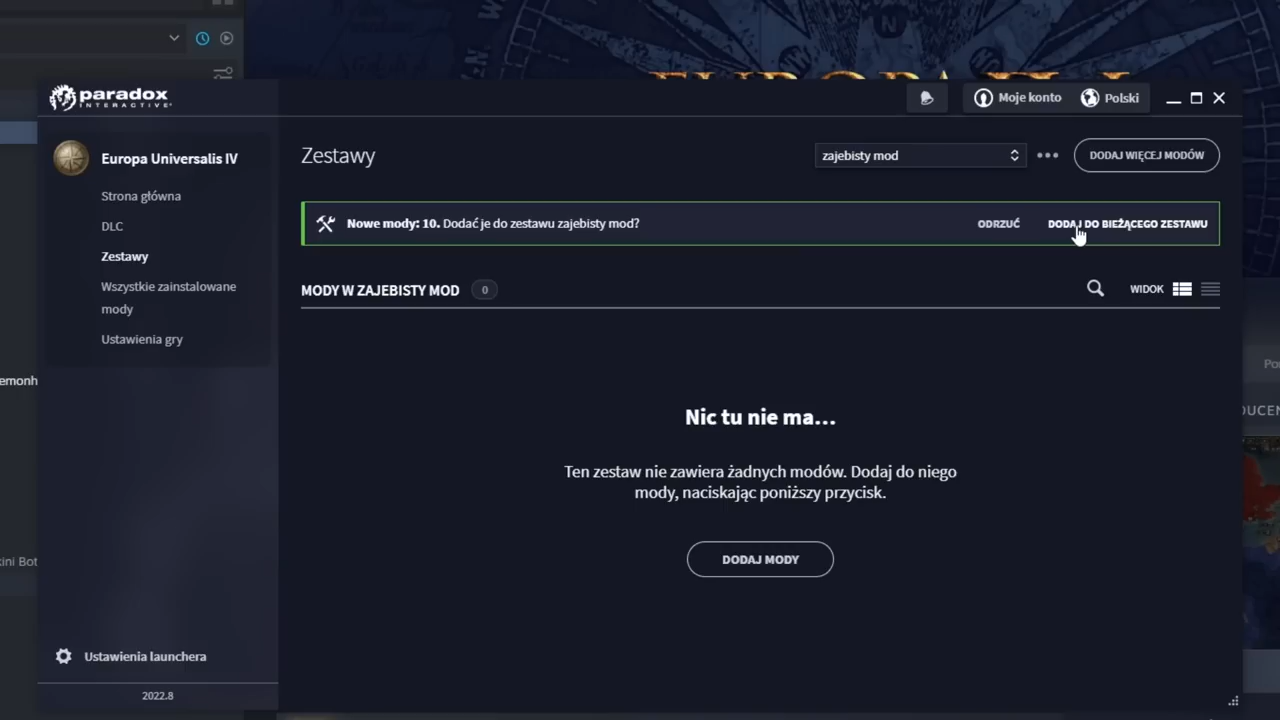 paradox
INTERACTIVE
Moje konto
Polski
Europa Universalis IV
Strona główna
DLC
Zestawy
Wszystkie zainstalowane
mody
Ustawienia gry
Ustawienia launchera
2022.8
Zestawy
zajebisty mod
DODAJ WIĘCEJ MODÓW
Nowe mody: 10. Dodać je do zestawu zajebisty mod?
ODRZUĆ
DODAJ DO BIEŻĄCEGO ZESTAWU
MODY W ZAJEBISTY MOD
0
WIDOK
Nic tu nie ma...
Ten zestaw nie zawiera żadnych modów. Dodaj do niego
mody, naciskając poniższy przycisk.
DODAJ MODY
emonh
kini Bot